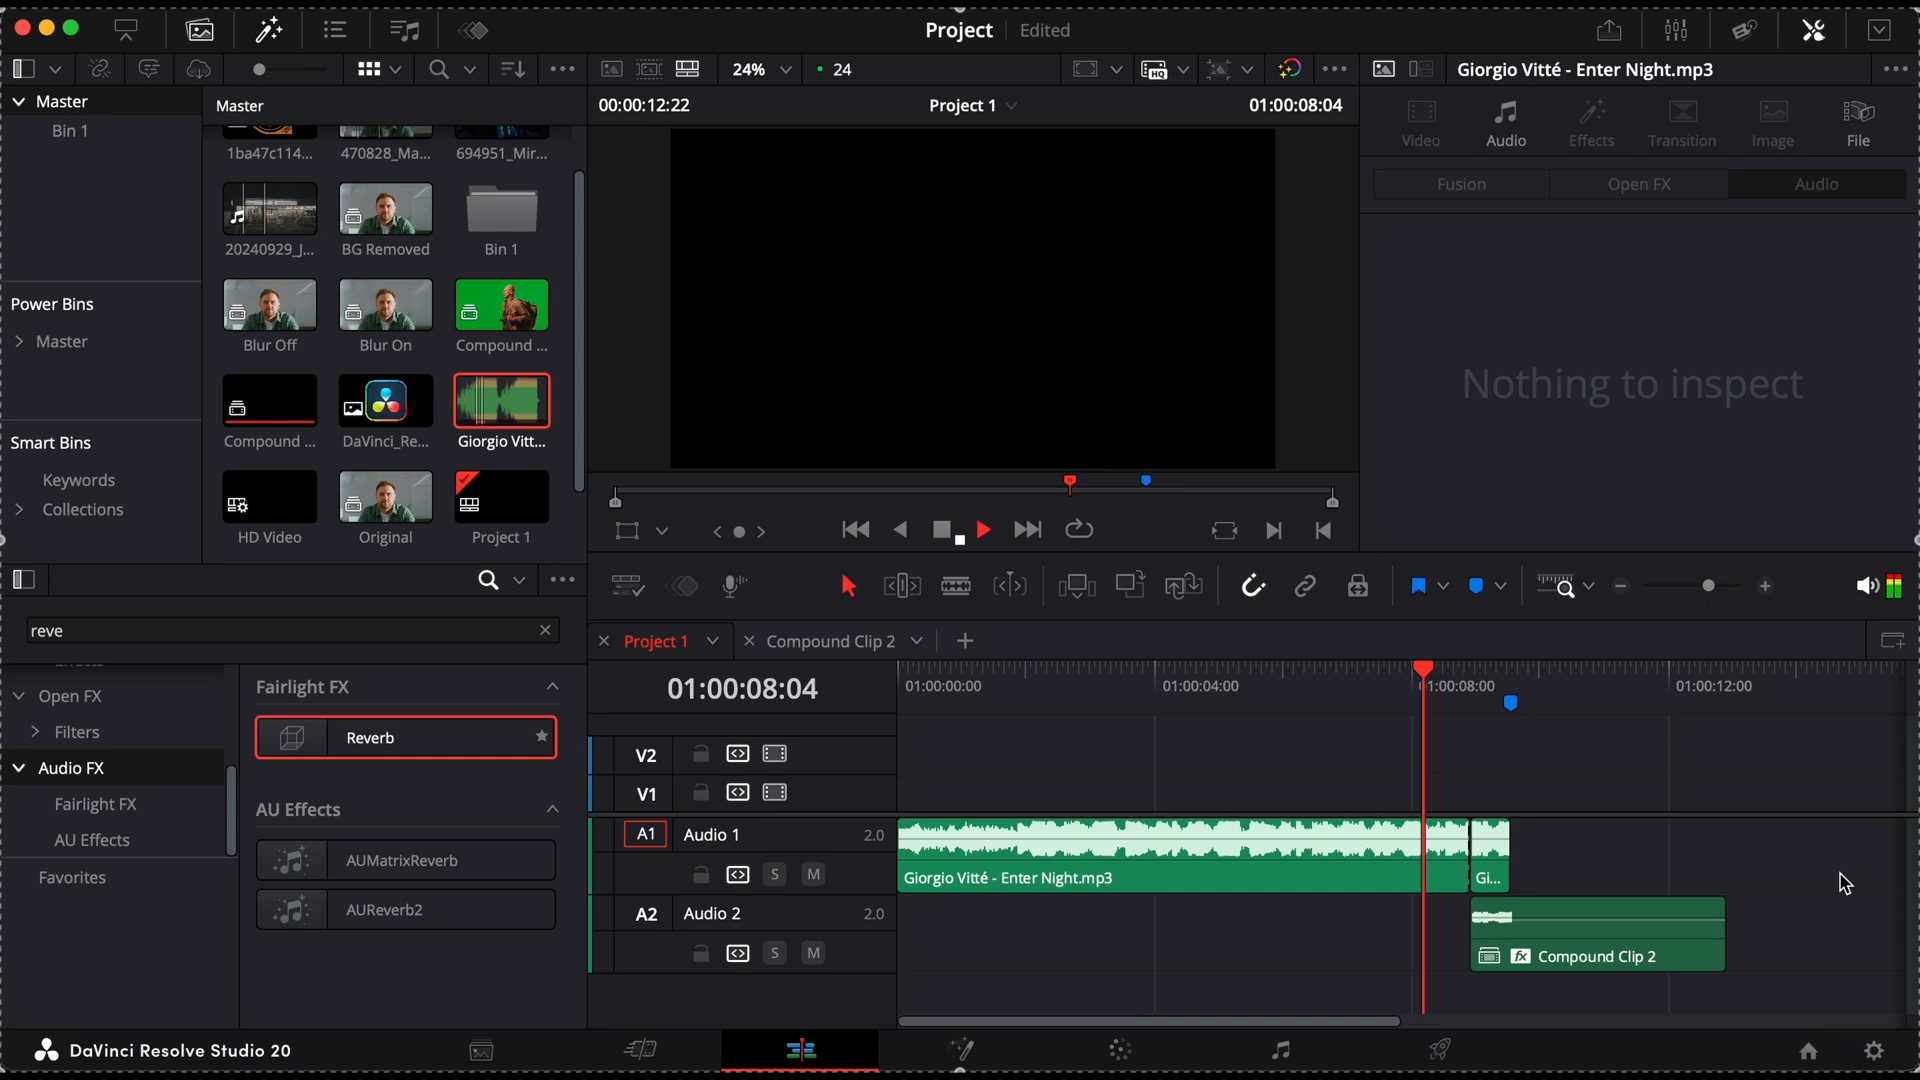 Project
Edited
24%
24
Giorgio Vitté - Enter Night.mp3
Master
Bin 1
Master
00:00:12:22
Project 1
01:00:08:04
Video
Audio
Effects
Transition
Image
File
Fusion
Open FX
Audio
Nothing to inspect
1ba47c114...
470828_Ma...
694951_Mir...
20240929_J...
BG Removed
Bin 1
Power Bins
Master
Blur Off
Blur On
Compound ...
Compound ...
DaVinci_Re...
Giorgio Vitt...
Smart Bins
Keywords
Collections
HD Video
Original
Project 1
HQ
reve
Project 1
Compound Clip 2
Open FX
Filters
Audio FX
Fairlight FX
AU Effects
Favorites
Fairlight FX
Reverb
AU Effects
AUMatrixReverb
AUReverb2
01:00:08:04
01:00:00:00
01:00:04:00
01:00:08:00
01:00:12:00
V2
V1
A1
Audio 1
2.0
S
M
Giorgio Vitté - Enter Night.mp3
Gi...
A2
Audio 2
2.0
S
M
fx
Compound Clip 2
DaVinci Resolve Studio 20